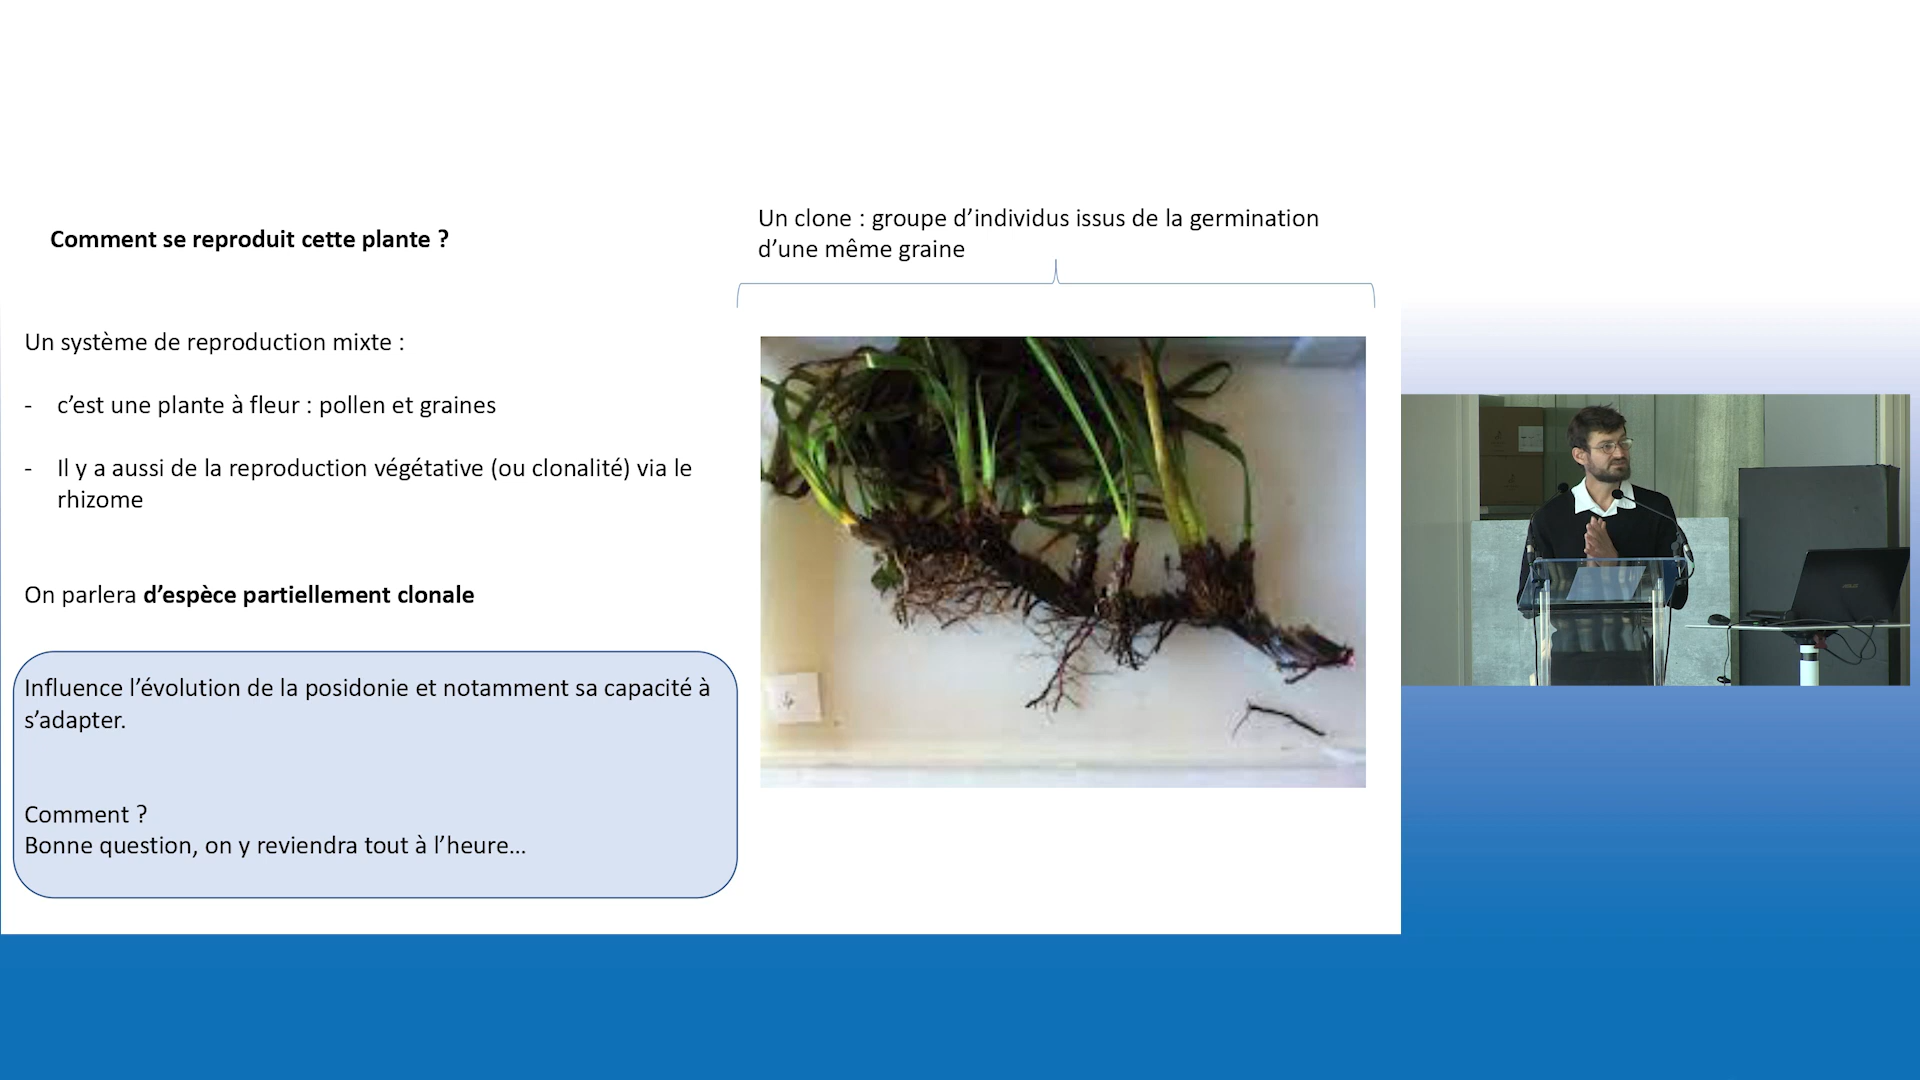 Comment se reproduit cette plante ?
Un système de reproduction mixte :
- c’est une plante à fleur : pollen et graines
- Il y a aussi de la reproduction végétative (ou clonalité) via le
rhizome
On parlera d’espèce partiellement clonale
Influence l’évolution de la posidonie et notamment sa capacité à
s’adapter.
Comment ?
Bonne question, on y reviendra tout à l’heure...
Un clone : groupe d’individus issus de la germination
d’une même graine